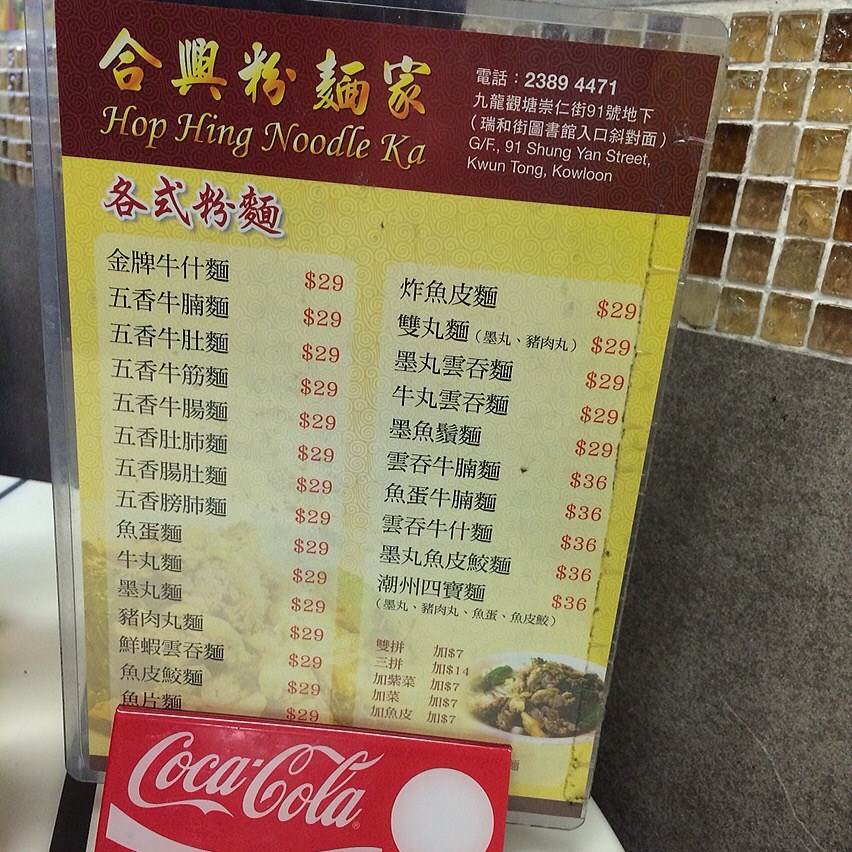 合興粉麵家
Hop Hing Noodle Ka
電話：2389 4471
九龍觀塘崇仁街91號地下
（瑞和街圖書館入口斜對面）
G/F., 91 Shung Yan Street,
Kwun Tong, Kowloon
各式粉麵
金牌牛什麵 $29
五香牛腩麵 $29
五香牛肚麵 $29
五香牛筋麵 $29
五香牛腸麵 $29
五香肚肺麵 $29
五香腸肚麵 $29
五香膀肺麵 $29
魚蛋麵 $29
牛丸麵 $29
墨丸麵 $29
豬肉丸麵 $29
鮮蝦雲吞麵 $29
魚皮餃麵 $29
魚片麵 $29
炸魚皮麵 $29
雙丸麵（墨丸、豬肉丸） $29
墨丸雲吞麵 $29
牛丸雲吞麵 $29
墨魚鬚麵 $29
雲吞牛腩麵 $36
魚蛋牛腩麵 $36
雲吞牛什麵 $36
墨丸魚皮餃麵 $36
潮州四寶麵 $36
（墨丸、豬肉丸、魚蛋、魚皮餃）
雙拼 加$7
三拼 加$14
加紫菜 加$7
加菜 加$7
加魚皮 加$7
麵
Coca-Cola